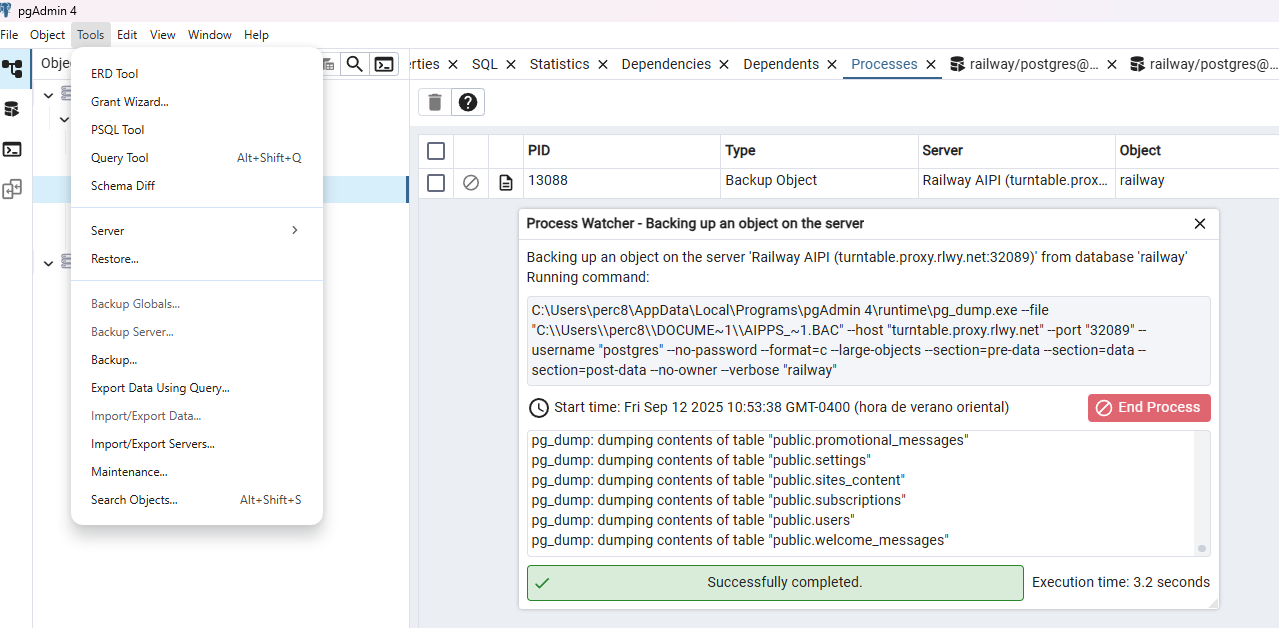 pgAdmin 4
File Object Tools Edit View Window Help
ERD Tool
Grant Wizard...
PSQL Tool
Query Tool Alt+Shift+Q
Schema Diff
Server
Restore...
Backup Globals...
Backup Server...
Backup...
Export Data Using Query...
Import/Export Data...
Import/Export Servers...
Maintenance...
Search Objects... Alt+Shift+S
SQL Statistics Dependencies Dependents Processes railway/postgres@... railway/postgres@...
PID Type Server Object
13088 Backup Object Railway AIPI (turntable.prox... railway
Process Watcher - Backing up an object on the server
Backing up an object on the server 'Railway AIPI (turntable.proxy.rlwy.net:32089)' from database 'railway'
Running command:
C:\Users\perc8\AppData\Local\Programs\pgAdmin 4\runtime\pg_dump.exe --file
"C:\\Users\\perc8\\DOCUME~1\\AIPPS_~1.BAC" --host "turntable.proxy.rlwy.net" --port "32089" --
username "postgres" --no-password --format=c --large-objects --section=pre-data --section=data --
section=post-data --no-owner --verbose "railway"
Start time: Fri Sep 12 2025 10:53:38 GMT-0400 (hora de verano oriental)
End Process
pg_dump: dumping contents of table "public.promotional_messages"
pg_dump: dumping contents of table "public.settings"
pg_dump: dumping contents of table "public.sites_content"
pg_dump: dumping contents of table "public.subscriptions"
pg_dump: dumping contents of table "public.users"
pg_dump: dumping contents of table "public.welcome_messages"
Successfully completed.
Execution time: 3.2 seconds